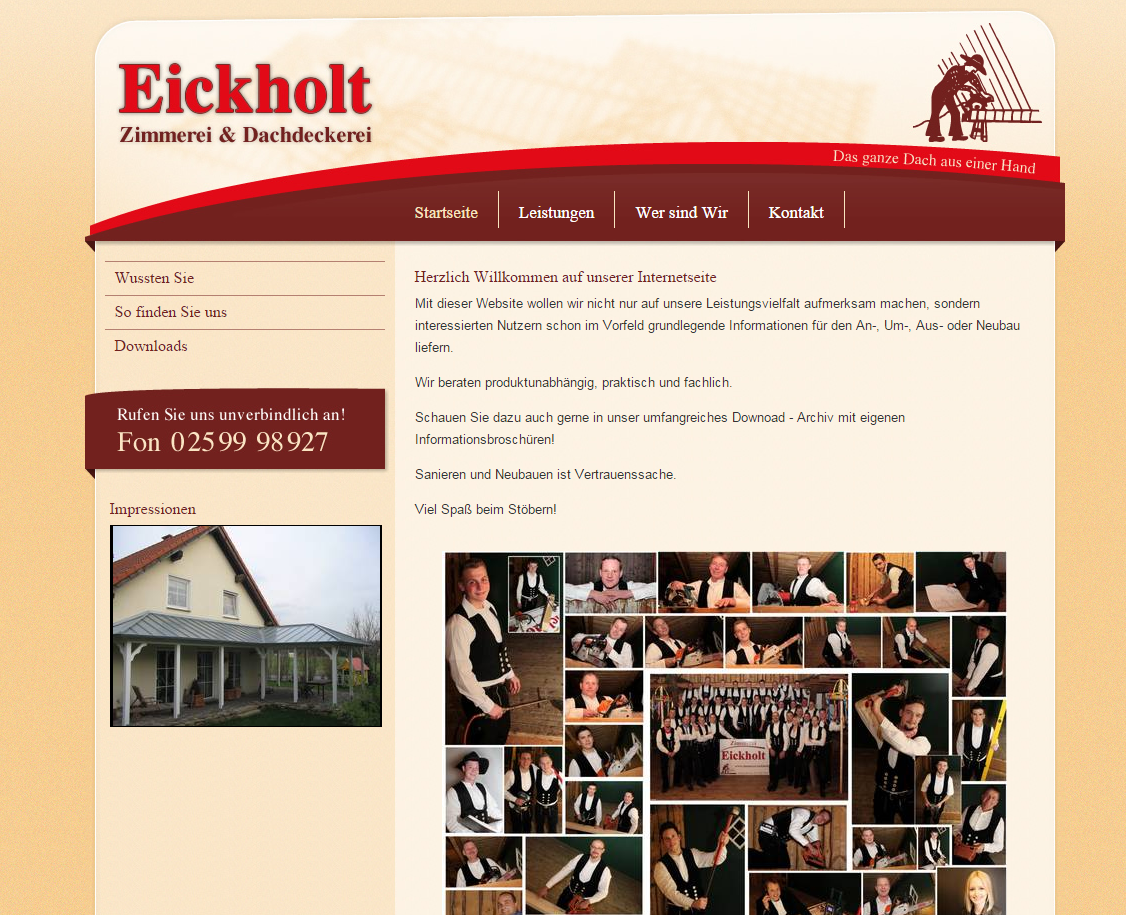 Eickholt
Zimmerei & Dachdeckerei
Das ganze Dach aus einer Hand
Startseite
Leistungen
Wer sind Wir
Kontakt
Wussten Sie
So finden Sie uns
Downloads
Rufen Sie uns unverbindlich an!
Fon 02599 98927
Impressionen
Herzlich Willkommen auf unserer Internetseite
Mit dieser Website wollen wir nicht nur auf unsere Leistungsvielfalt aufmerksam machen, sondern
interessierten Nutzern schon im Vorfeld grundlegende Informationen für den An-, Um-, Aus- oder Neubau
liefern.
Wir beraten produktunabhängig, praktisch und fachlich.
Schauen Sie dazu auch gerne in unser umfangreiches Downoad - Archiv mit eigenen
Informationsbroschüren!
Sanieren und Neubauen ist Vertrauenssache.
Viel Spaß beim Stöbern!
Eickholt